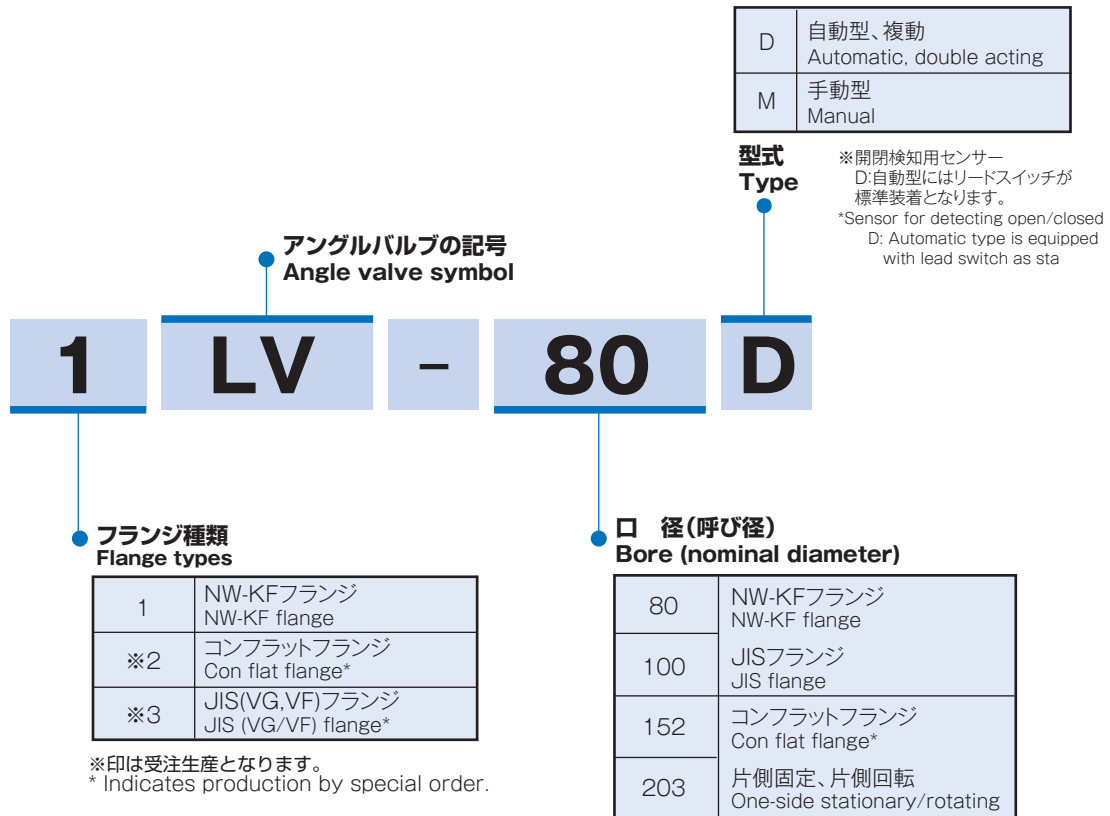 D
自動型、複動
Automatic, double acting
M
手動型
Manual
型式
Type
※開閉検知用センサー
D:自動型にはリードスイッチが
標準装着となります。
*Sensor for detecting open/closed
D: Automatic type is equipped
with lead switch as sta
アングルバルブの記号
Angle valve symbol
1 LV - 80 D
フランジ種類
Flange types
1
NW-KFフランジ
NW-KF flange
※2
コンフラットフランジ
Con flat flange*
※3
JIS(VG,VF)フランジ
JIS (VG/VF) flange*
※印は受注生産となります。
* Indicates production by special order.
口 径(呼び径)
Bore (nominal diameter)
80
NW-KFフランジ
NW-KF flange
100
JISフランジ
JIS flange
152
コンフラットフランジ
Con flat flange*
203
片側固定、片側回転
One-side stationary/rotating